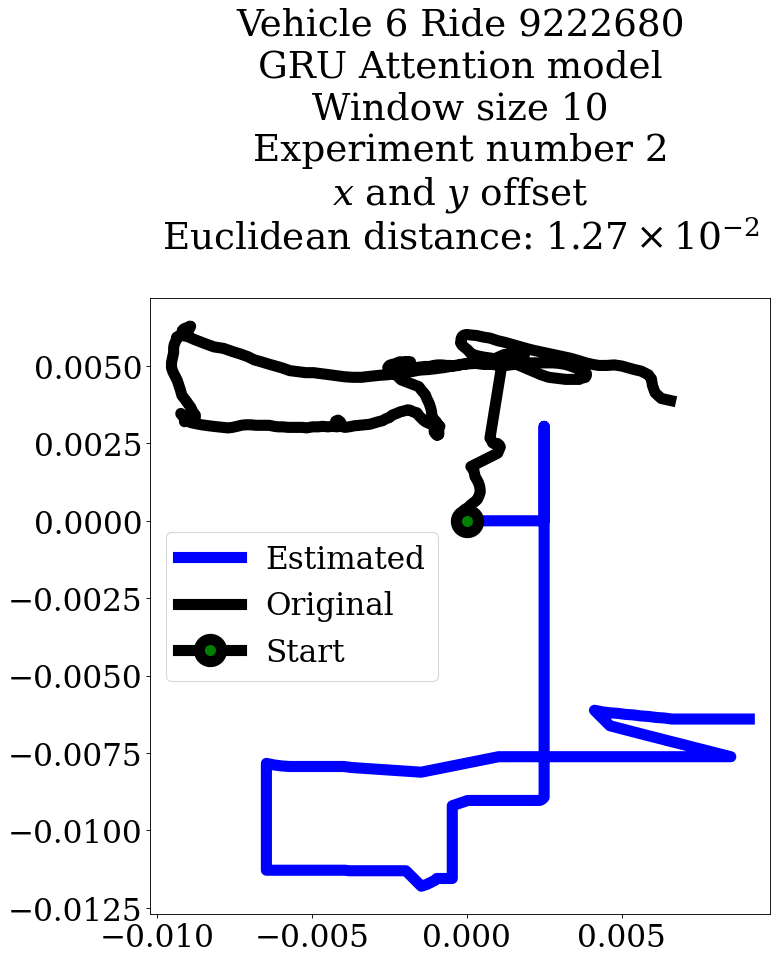 Vehicle 6 Ride 9222680
GRU Attention model
Window size 10
Experiment number 2
x and y offset
Euclidean distance: 1.27 × 10⁻²
0.0050
0.0025
0.0000
−0.0025
−0.0050
−0.0075
−0.0100
−0.0125
Estimated
Original
Start
−0.010 −0.005 0.000 0.005